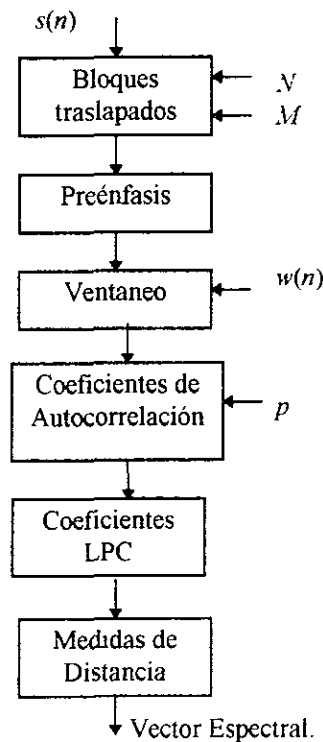 s(n)
Bloques
traslapados
N
M
Preénfasis
Ventaneo
w(n)
Coeficientes de
Autocorrelación
p
Coeficientes
LPC
Medidas de
Distancia
Vector Espectral.